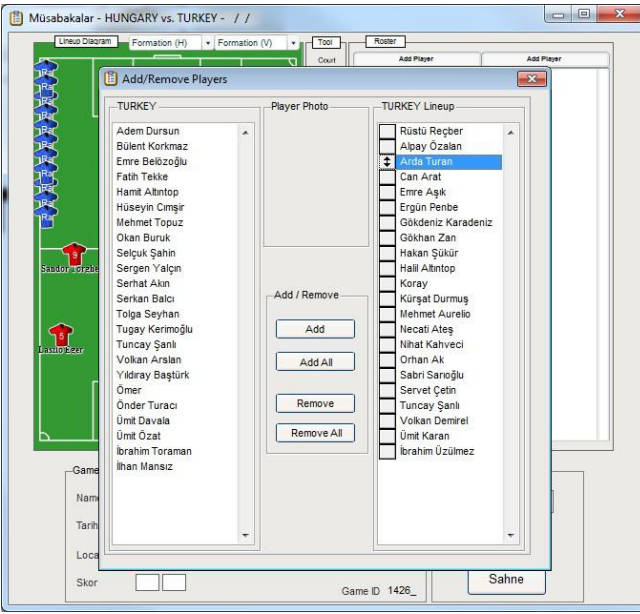 Müsabakalar - HUNGARY vs. TURKEY - / /
Lineup Diagram
Formation (H)
Formation (V)
Tool
Roster
Court
Add Player
Add Player
Add/Remove Players
TURKEY
Adem Dursun
Bülent Korkmaz
Emre Belözoğlu
Fatih Tekke
Hamit Altıntop
Hüseyin Cımşir
Mehmet Topuz
Okan Buruk
Selçuk Şahin
Sergen Yalçın
Serhat Akın
Serkan Balcı
Tolga Seyhan
Tugay Kerimoğlu
Tuncay Şanlı
Volkan Arslan
Yıldıray Baştürk
Ömer
Önder Turacı
Ümit Davala
Ümit Özat
İbrahim Toraman
İlhan Mansız
Player Photo
Add / Remove
Add
Add All
Remove
Remove All
TURKEY Lineup
Rüstü Reçber
Alpay Özalan
Arda Turan
Can Arat
Emre Aşık
Ergün Penbe
Gökdeniz Karadeniz
Gökhan Zan
Hakan Şükür
Halil Altıntop
Koray
Kürşat Durmuş
Mehmet Aurelio
Necati Ateş
Nihat Kahveci
Orhan Ak
Sabri Sarıoğlu
Servet Çetin
Tuncay Şanlı
Volkan Demirel
Ümit Karan
İbrahim Üzülmez
9
5
Game
Skor
Game ID 1426_
Sahne